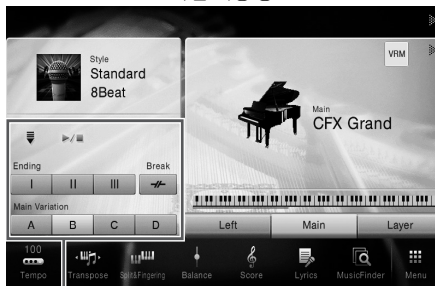 Style
Standard
8Beat
VRM
Main
CFX Grand
Ending
Break
I II III
Main Variation
A B C D
Left Main Layer
100
Tempo Transpose Split&Fingering Balance Score Lyrics MusicFinder Menu